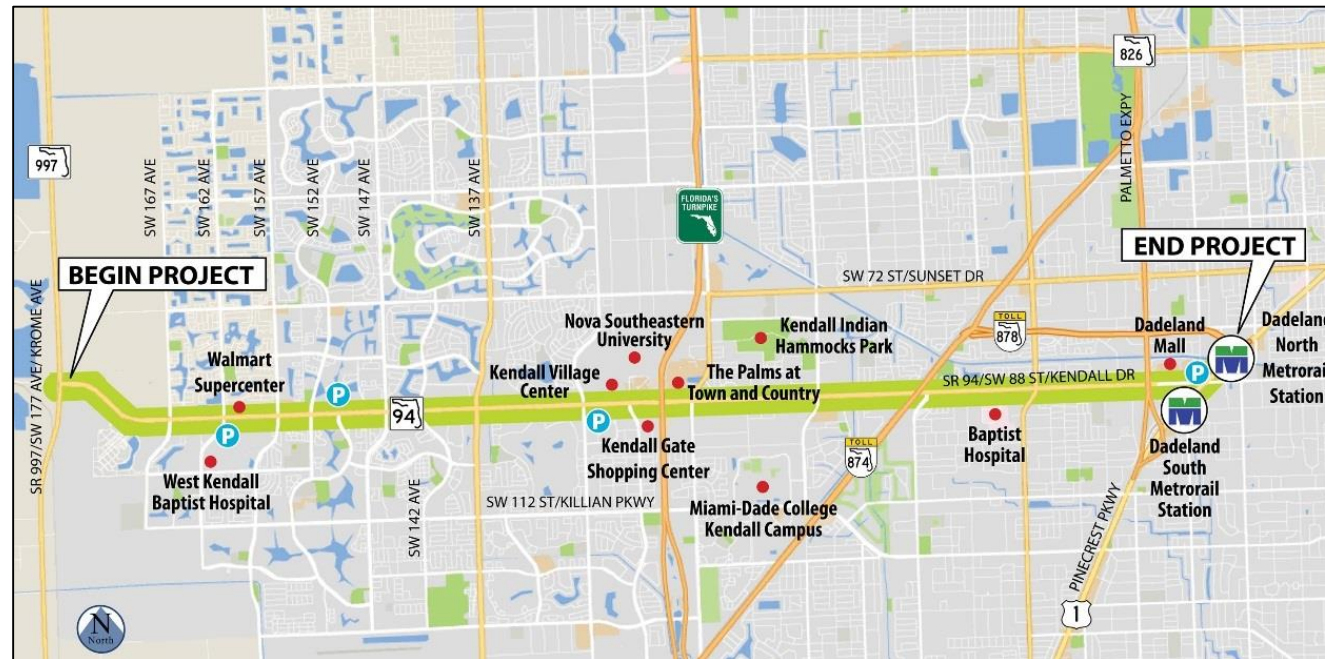 826
PALMETTO EXPY
997
SW 167 AVE
SW 162 AVE
SW 157 AVE
SW 152 AVE
SW 147 AVE
SW 137 AVE
FLORIDA'S
TURNPIKE
BEGIN PROJECT
END PROJECT
SW 72 ST/SUNSET DR
SR 997/SW 177 AVE/ KROME AVE
Walmart
Supercenter
Nova Southeastern
University
Kendall Village
Center
Kendall Indian
Hammocks Park
The Palms at
Town and Country
TOLL
878
Dadeland
Mall
Dadeland
North
Metrorail
Station
SR 94/SW 88 ST/KENDALL DR
P
P
P
P
94
West Kendall
Baptist Hospital
Kendall Gate
Shopping Center
Baptist
Hospital
Dadeland
South
Metrorail
Station
TOLL
874
SW 142 AVE
SW 112 ST/KILLIAN PKWY
Miami-Dade College
Kendall Campus
PINECREST PKWY
1
N
North